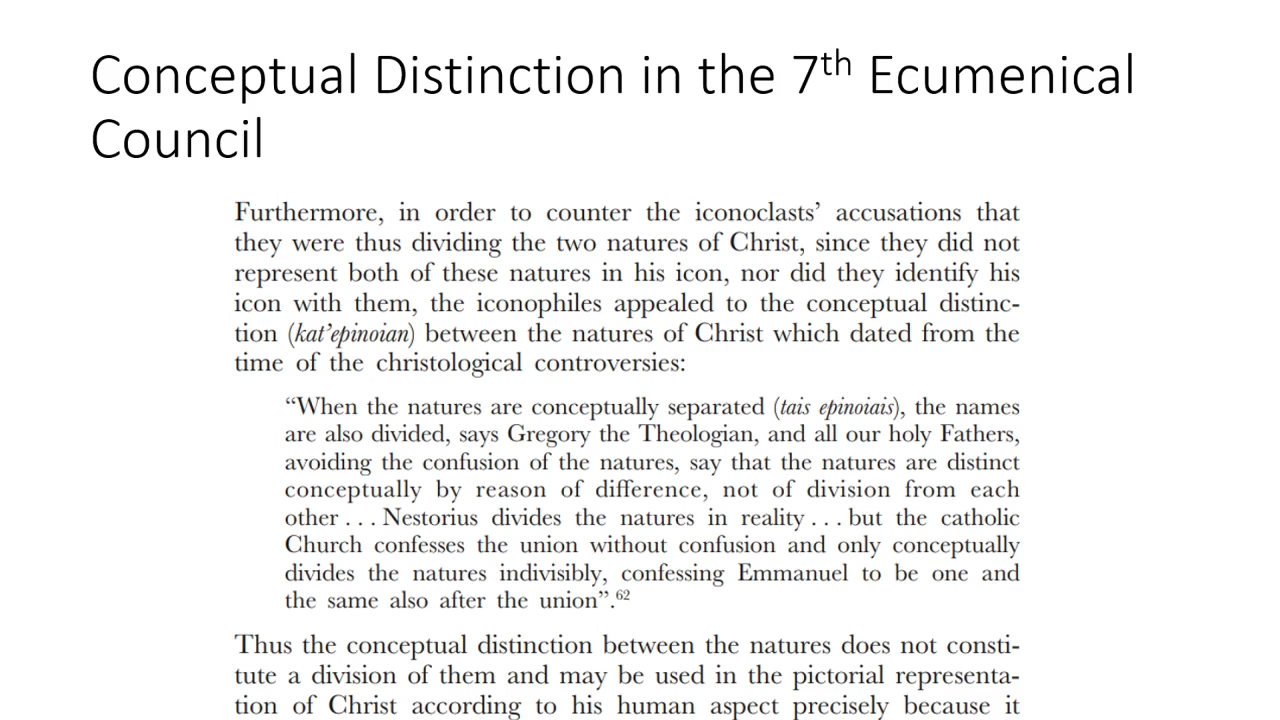 Conceptual Distinction in the 7th Ecumenical
Council
Furthermore, in order to counter the iconoclasts’ accusations that
they were thus dividing the two natures of Christ, since they did not
represent both of these natures in his icon, nor did they identify his
icon with them, the iconophiles appealed to the conceptual distinc-
tion (kat’epinoian) between the natures of Christ which dated from the
time of the christological controversies:
“When the natures are conceptually separated (tais epinoiais), the names
are also divided, says Gregory the Theologian, and all our holy Fathers,
avoiding the confusion of the natures, say that the natures are distinct
conceptually by reason of difference, not of division from each
other . . . Nestorius divides the natures in reality . . . but the catholic
Church confesses the union without confusion and only conceptually
divides the natures indivisibly, confessing Emmanuel to be one and
the same also after the union”.62
Thus the conceptual distinction between the natures does not consti-
tute a division of them and may be used in the pictorial representa-
tion of Christ according to his human aspect precisely because it